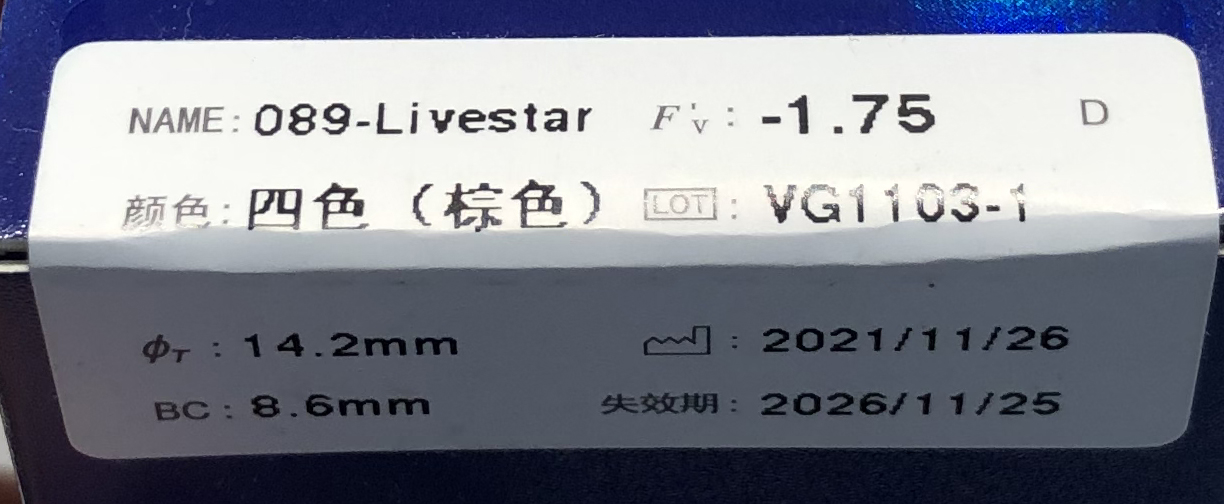 NAME: 089-Livestar F'v : -1.75 D
颜色: 四色（棕色） LOT : VG1103-1
ϕT : 14.2mm : 2021/11/26
BC : 8.6mm 失效期 : 2026/11/25